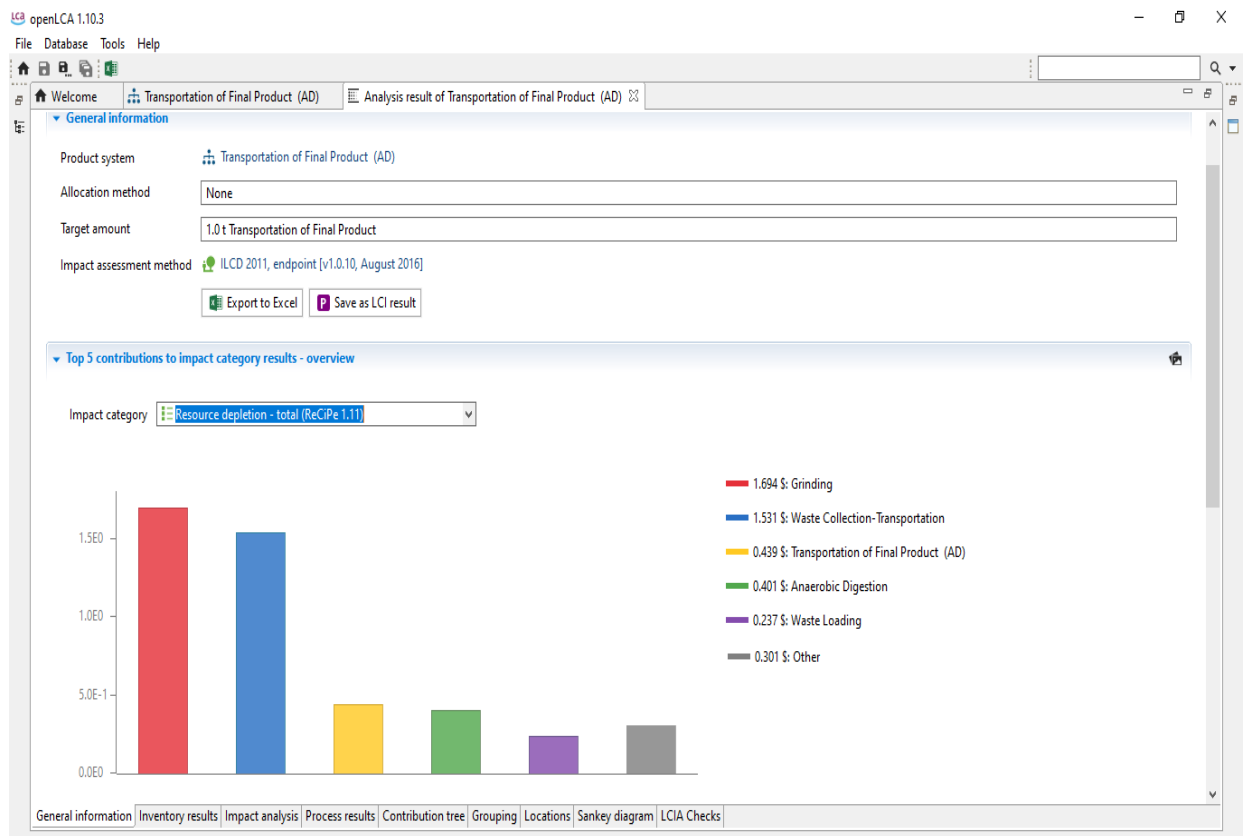 LCA openLCA 1.10.3
File Database Tools Help
Welcome Transportation of Final Product (AD) Analysis result of Transportation of Final Product (AD)
General information
Product system Transportation of Final Product (AD)
Allocation method None
Target amount 1.0 t Transportation of Final Product
Impact assessment method ILCD 2011, endpoint [v1.0.10, August 2016]
Export to Excel P Save as LCI result
Top 5 contributions to impact category results - overview
Impact category Resource depletion - total (ReCiPe 1.11)
1.694 $: Grinding
1.531 $: Waste Collection-Transportation
0.439 $: Transportation of Final Product (AD)
0.401 $: Anaerobic Digestion
0.237 $: Waste Loading
0.301 $: Other
1.5E0
1.0E0
5.0E-1
0.0E0
General information Inventory results Impact analysis Process results Contribution tree Grouping Locations Sankey diagram LCIA Checks